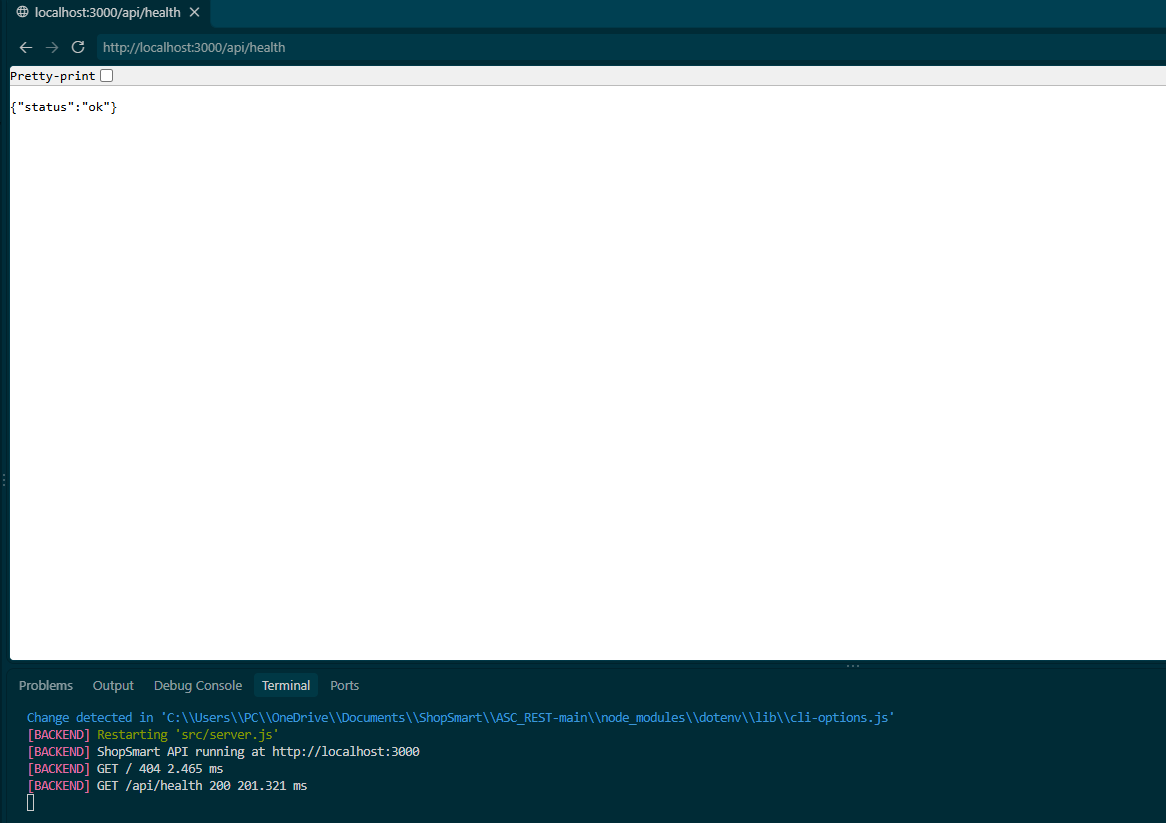 localhost:3000/api/health
http://localhost:3000/api/health
Pretty-print
{"status":"ok"}
Problems Output Debug Console Terminal Ports
Change detected in 'C:\\Users\\PC\\OneDrive\\Documents\\ShopSmart\\ASC_REST-main\\node_modules\\dotenv\\lib\\cli-options.js'
[BACKEND] Restarting 'src/server.js'
[BACKEND] ShopSmart API running at http://localhost:3000
[BACKEND] GET / 404 2.465 ms
[BACKEND] GET /api/health 200 201.321 ms